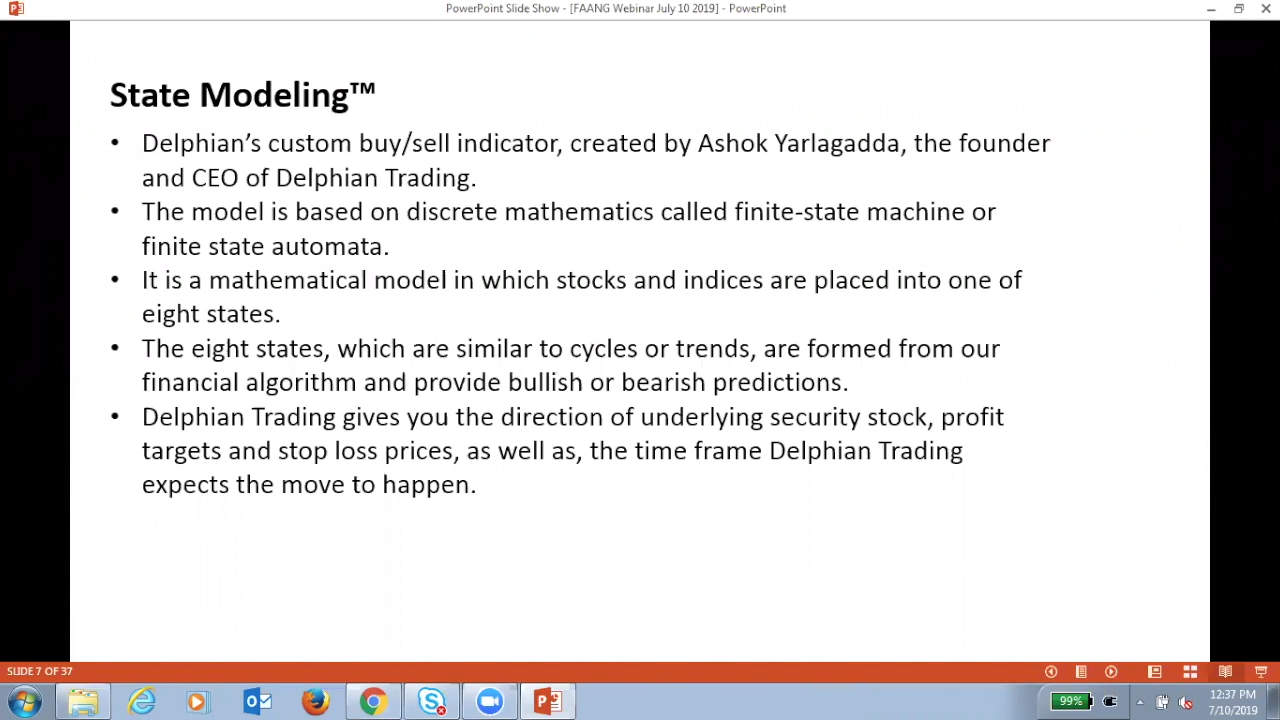 PowerPoint Slide Show - [FAANG Webinar July 10 2019] - PowerPoint
State Modeling™
• Delphian’s custom buy/sell indicator, created by Ashok Yarlagadda, the founder
and CEO of Delphian Trading.
• The model is based on discrete mathematics called finite-state machine or
finite state automata.
• It is a mathematical model in which stocks and indices are placed into one of
eight states.
• The eight states, which are similar to cycles or trends, are formed from our
financial algorithm and provide bullish or bearish predictions.
• Delphian Trading gives you the direction of underlying security stock, profit
targets and stop loss prices, as well as, the time frame Delphian Trading
expects the move to happen.
SLIDE 7 OF 37
99%
12:37 PM
7/10/2019